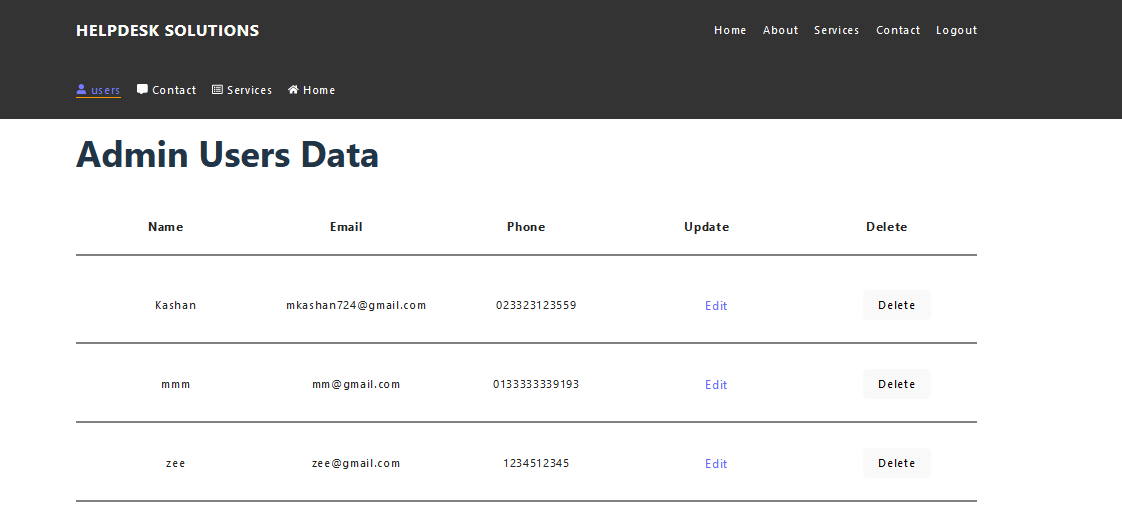 HELPDESK SOLUTIONS
Home About Services Contact Logout
users Contact Services Home
Admin Users Data
Name Email Phone Update Delete
Kashan mkashan724@gmail.com 023323123559 Edit Delete
mmm mm@gmail.com 0133333339193 Edit Delete
zee zee@gmail.com 1234512345 Edit Delete